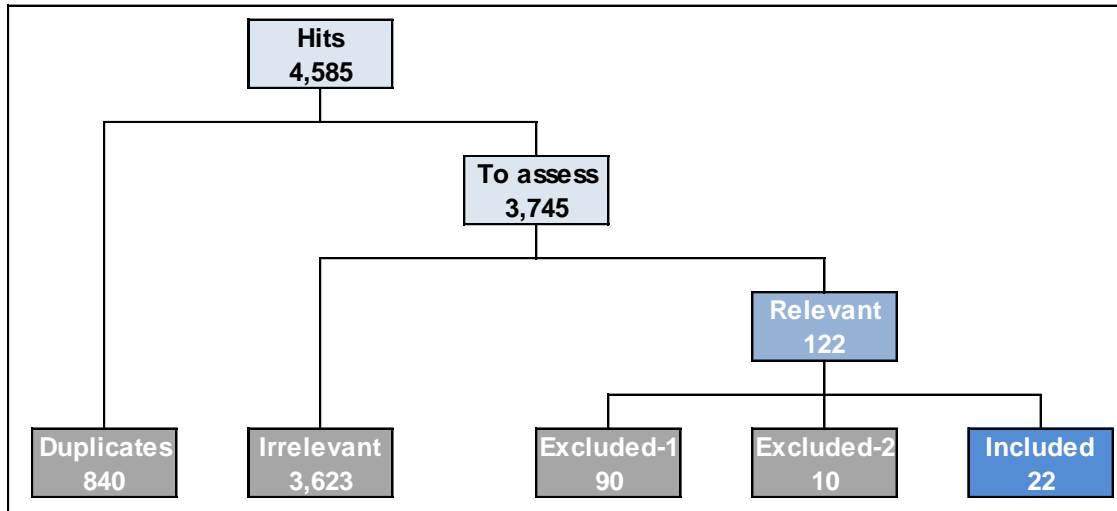 Hits
4,585
To assess
3,745
Relevant
122
Duplicates
840
Irrelevant
3,623
Excluded-1
90
Excluded-2
10
Included
22